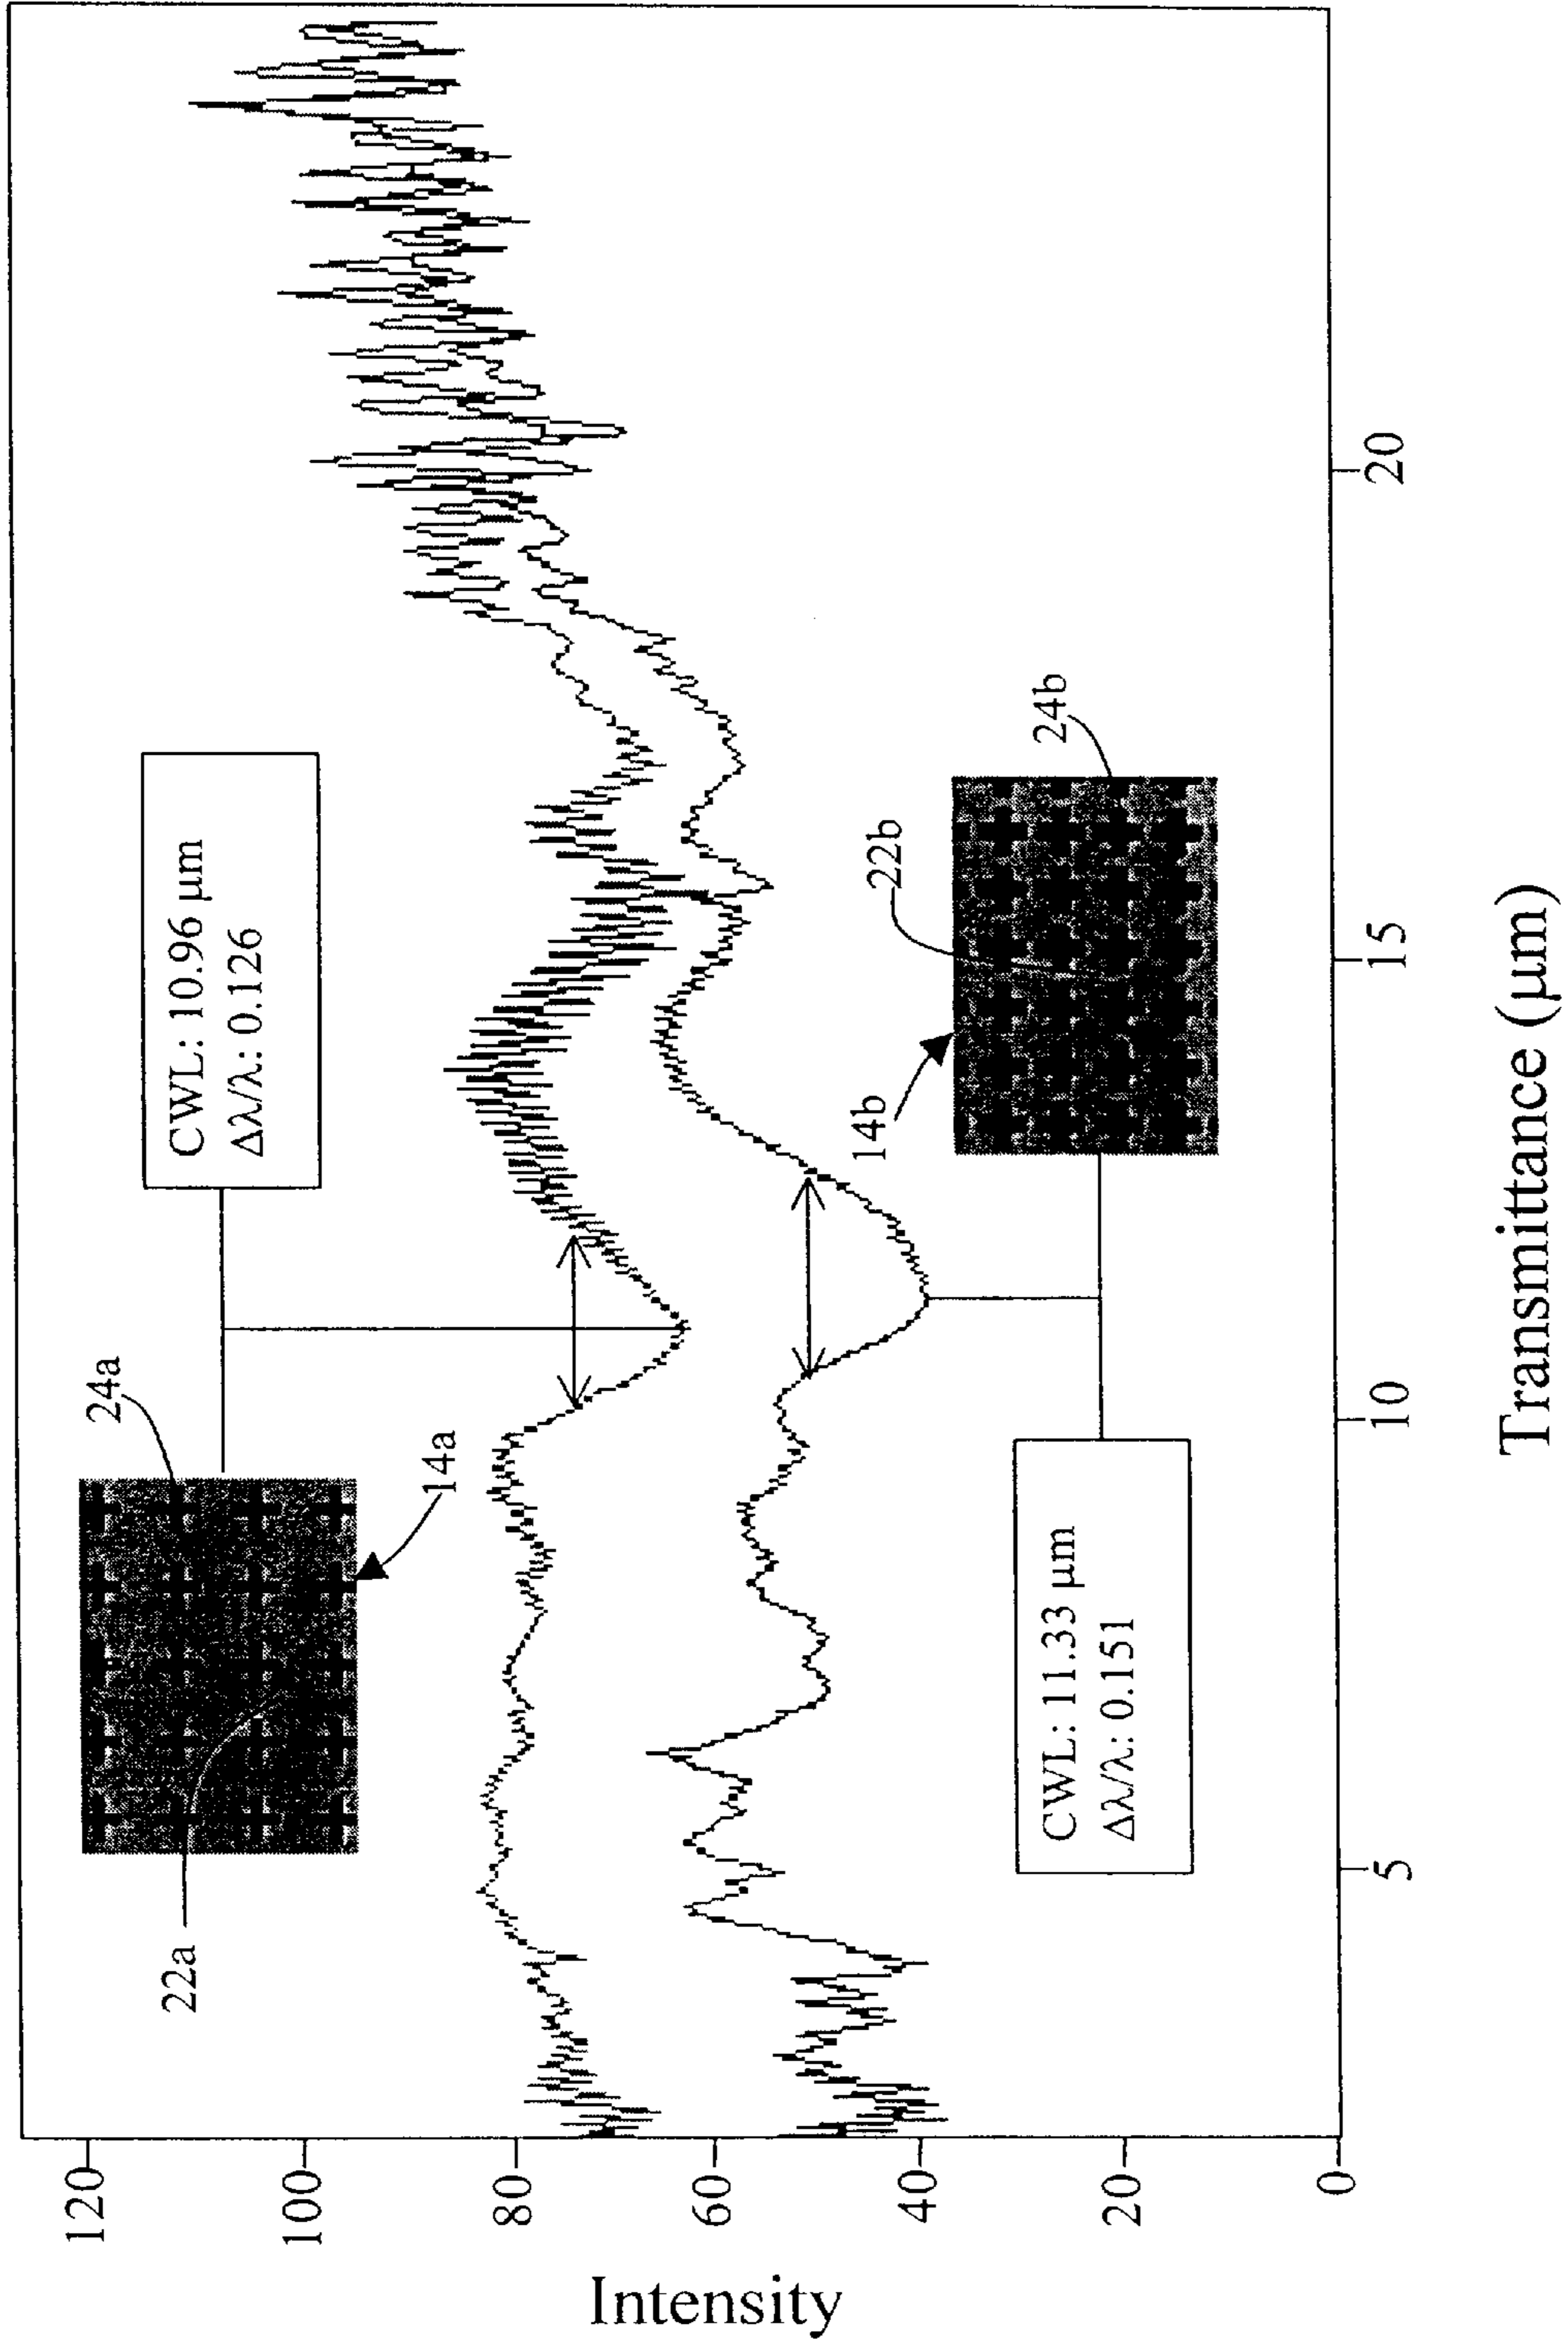 Intensity
120
100
80
60
40
20
0
22a
24a
14a
CWL: 10.96 µm
Δλ/λ: 0.126
CWL: 11.33 µm
Δλ/λ: 0.151
14b
22b
24b
5
10
15
20
Transmittance (µm)